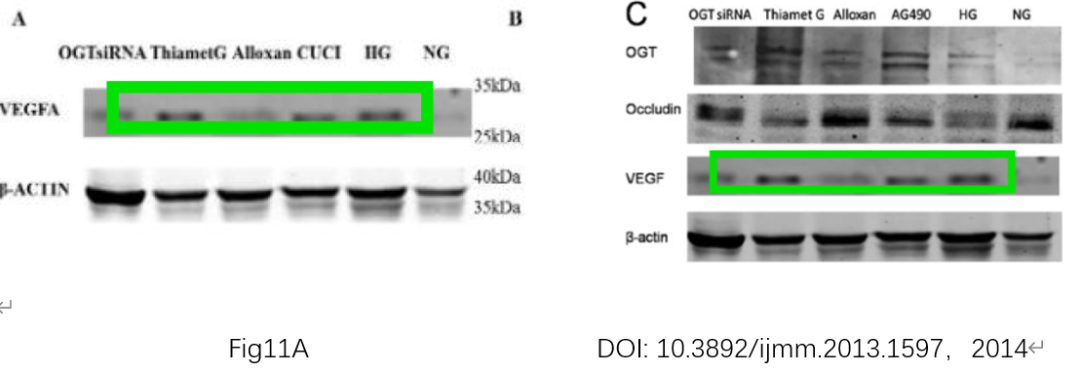 A
B
OGTsiRNA ThiametG Alloxan CUCI HG NG
VEGFA
35kDa
25kDa
β-ACTIN
40kDa
35kDa
Fig11A
C
OGT siRNA Thiamet G Alloxan AG490 HG NG
OGT
Occludin
VEGF
β-actin
DOI: 10.3892/ijmm.2013.1597, 2014